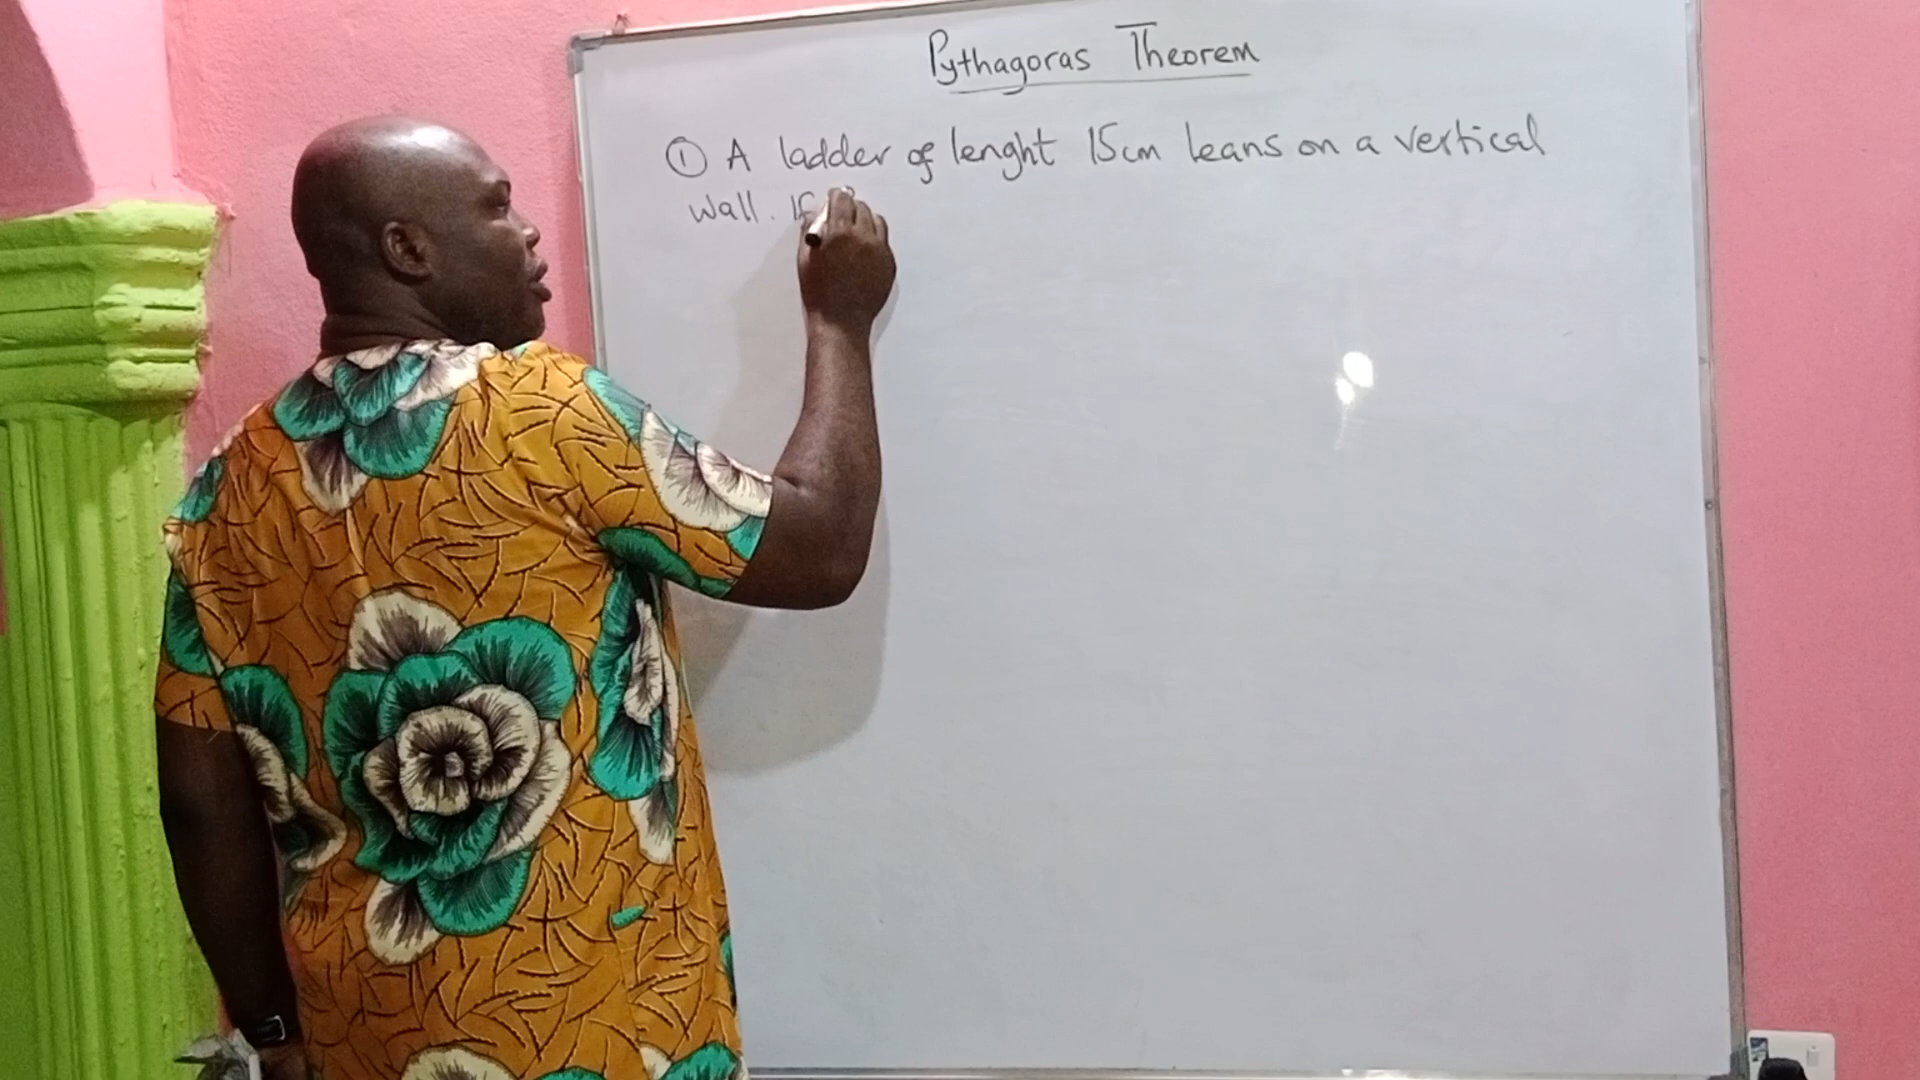 Pythagoras Theorem
① A ladder of lenght 15cm leans on a vertical
wall. If